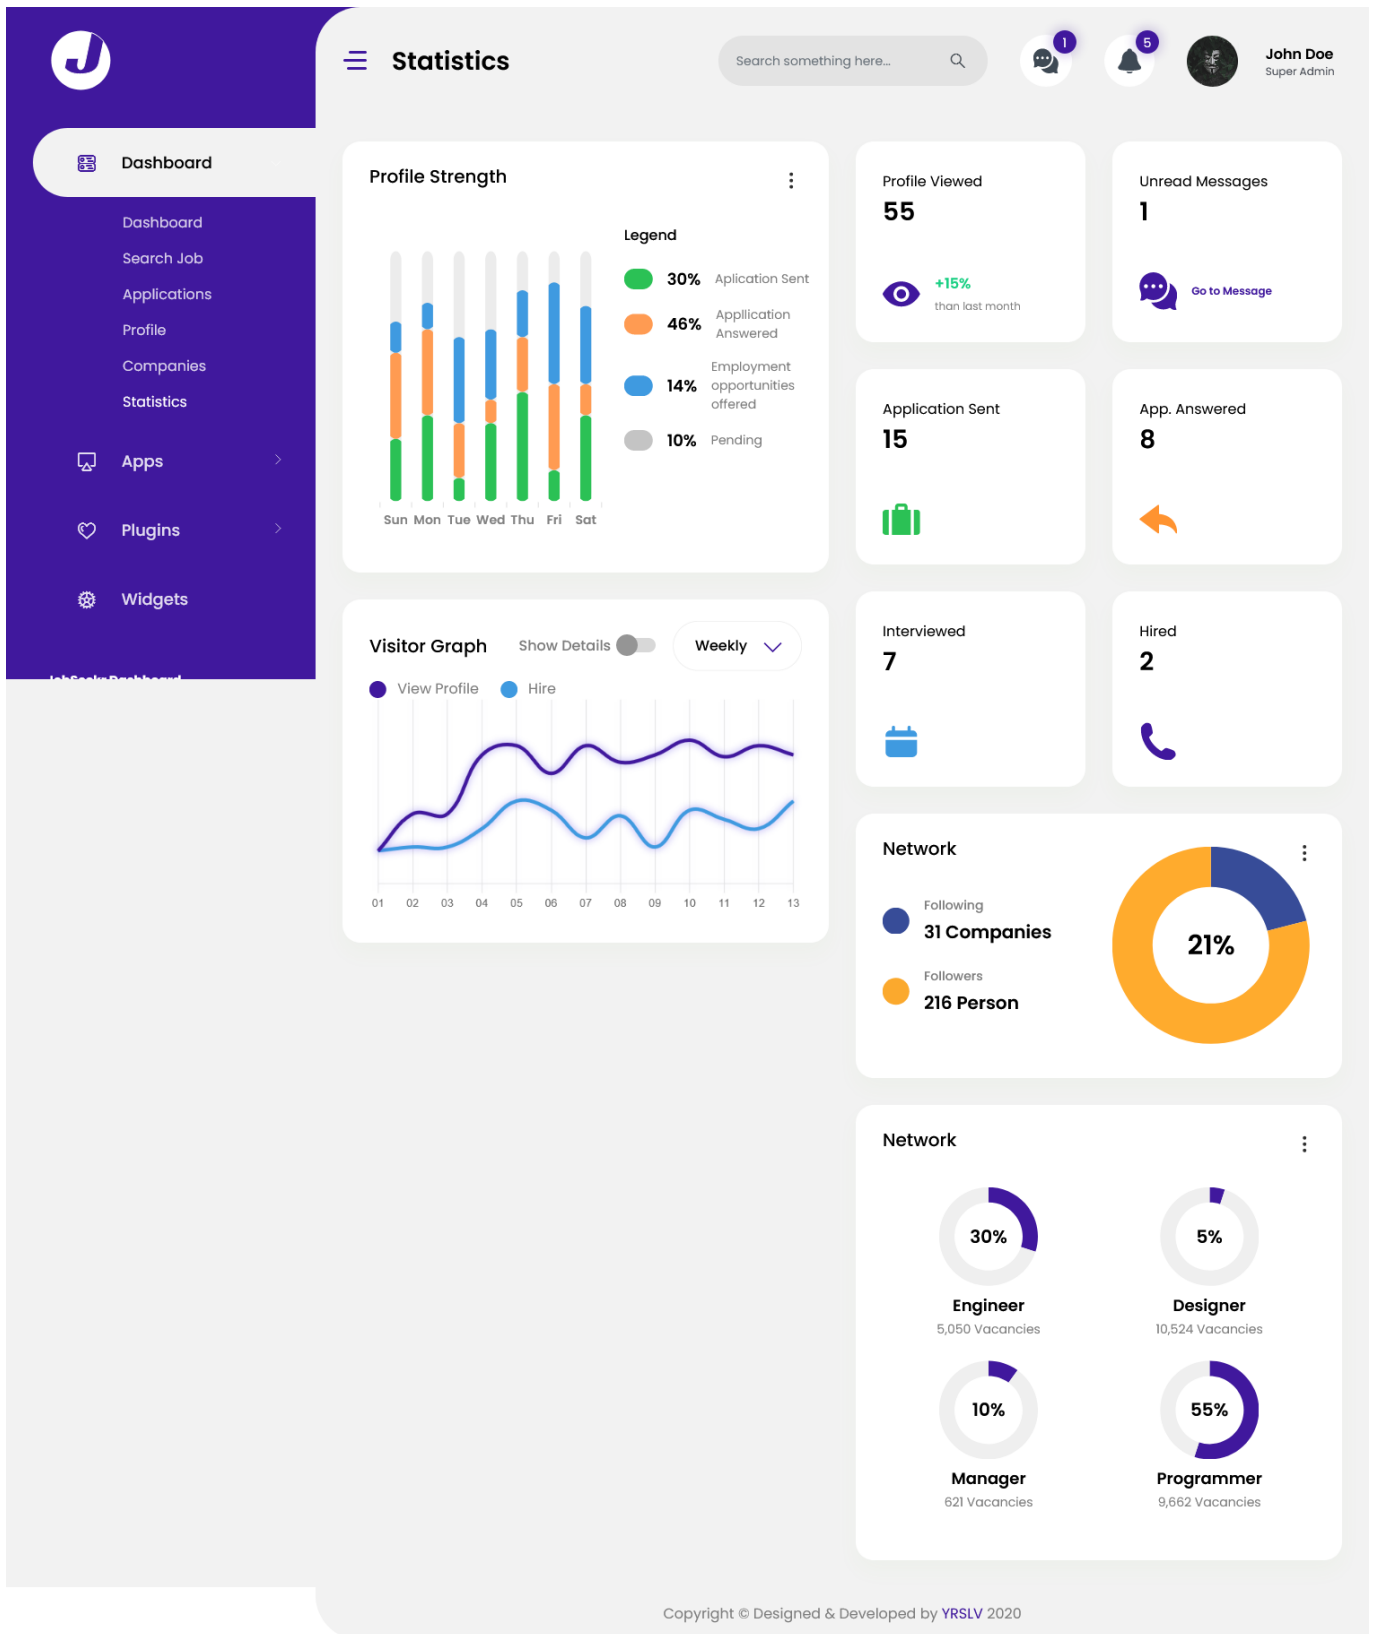 J
Statistics
Search something here...
1
5
John Doe
Super Admin
Dashboard
Dashboard
Search Job
Applications
Profile
Companies
Statistics
Apps
Plugins
Widgets
JobSeekr Dashboard
Profile Strength
Legend
30% Aplication Sent
46% Appllication
Answered
14% Employment
opportunities
offered
10% Pending
Sun Mon Tue Wed Thu Fri Sat
Visitor Graph Show Details Weekly
View Profile Hire
01 02 03 04 05 06 07 08 09 10 11 12 13
Profile Viewed
55
+15%
than last month
Unread Messages
1
Go to Message
Application Sent
15
App. Answered
8
Interviewed
7
Hired
2
Network
Following
31 Companies
Followers
216 Person
21%
Network
30%
Engineer
5,050 Vacancies
5%
Designer
10,524 Vacancies
10%
Manager
621 Vacancies
55%
Programmer
9,662 Vacancies
Copyright © Designed & Developed by YRSLV 2020